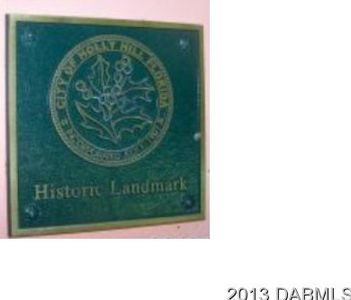 CITY OF HOLLY HILL FLORIDA
Historic Landmark
2013 DABMLS